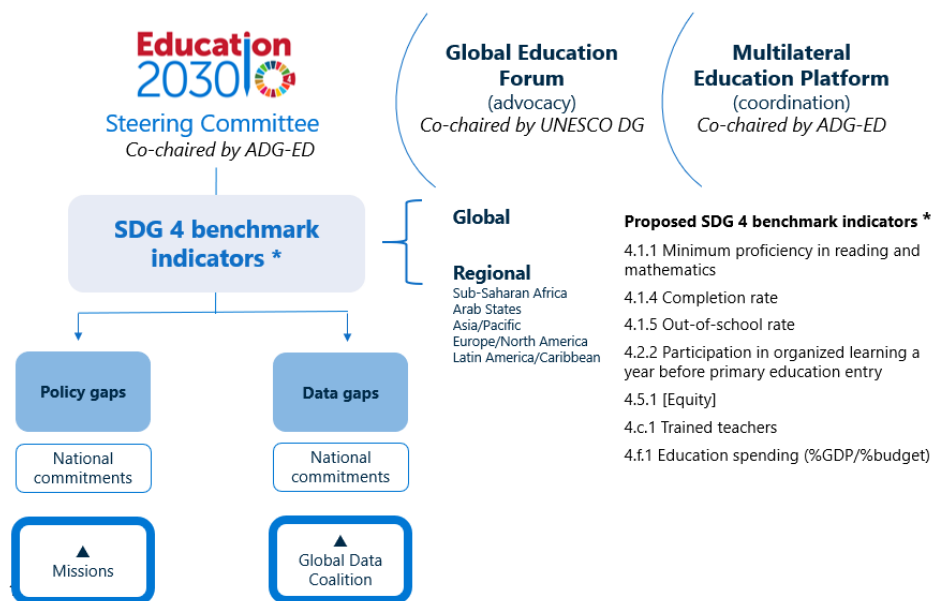 Education
2030
Steering Committee
Co-chaired by ADG-ED
Global Education
Forum
(advocacy)
Co-chaired by UNESCO DG
Multilateral
Education Platform
(coordination)
Co-chaired by ADG-ED
SDG 4 benchmark
indicators *
Global
Regional
Sub-Saharan Africa
Arab States
Asia/Pacific
Europe/North America
Latin America/Caribbean
Proposed SDG 4 benchmark indicators *
4.1.1 Minimum proficiency in reading and
mathematics
4.1.4 Completion rate
4.1.5 Out-of-school rate
4.2.2 Participation in organized learning a
year before primary education entry
4.5.1 [Equity]
4.c.1 Trained teachers
4.f.1 Education spending (%GDP/%budget)
Policy gaps
Data gaps
National
commitments
National
commitments
▲
Missions
▲
Global Data
Coalition